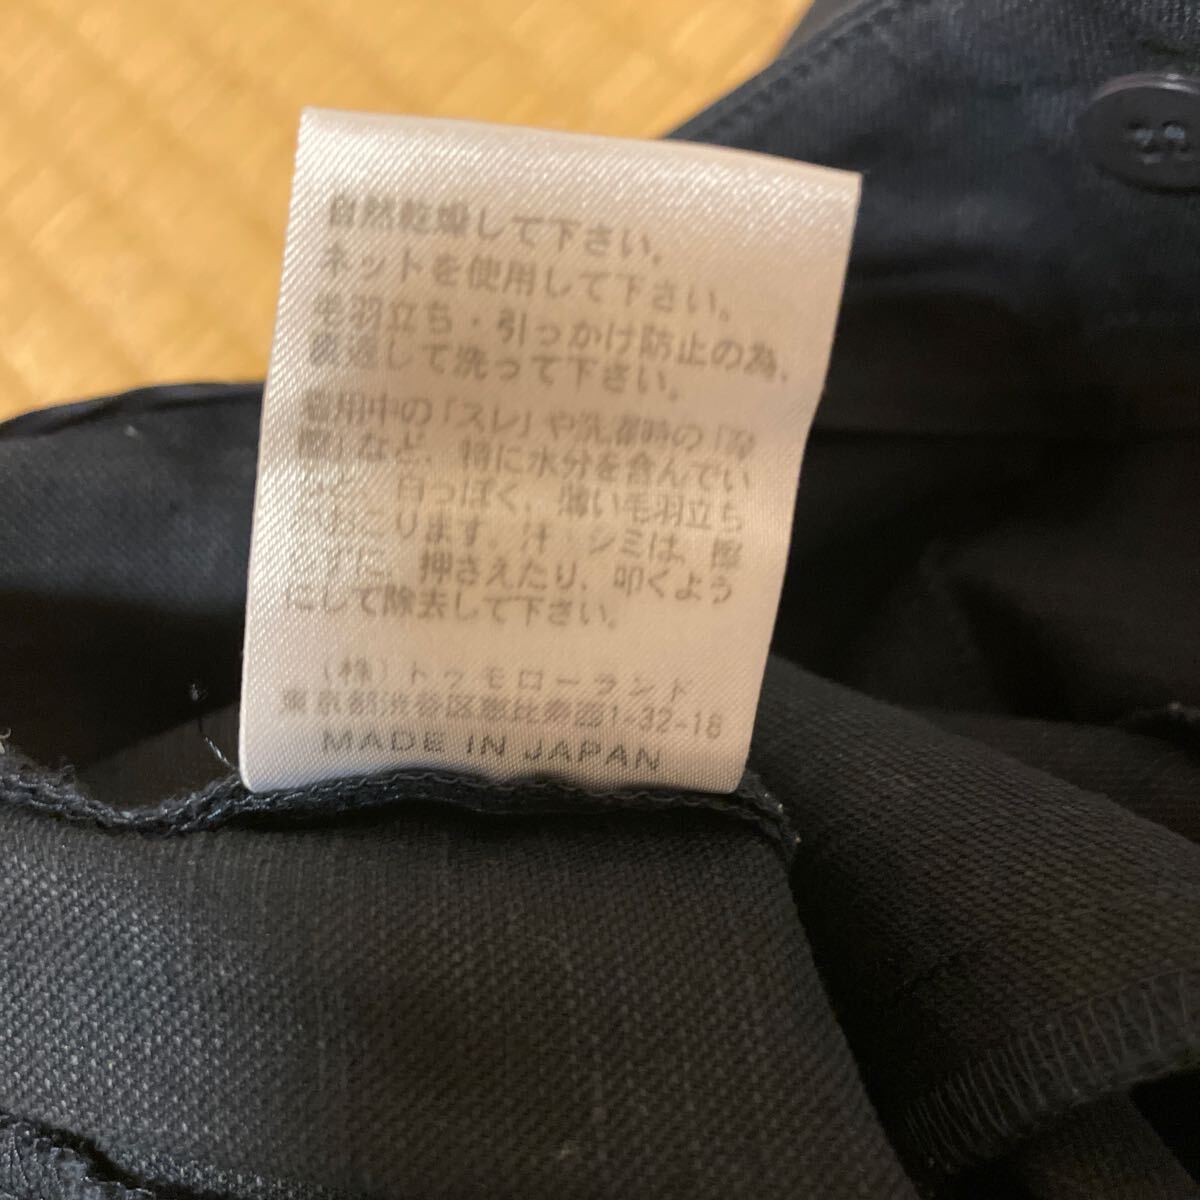 自然乾燥して下さい。
ネットを使用して下さい。
毛羽立ち・引っかけ防止の為、
裏返して洗って下さい。
着用中の「スレ」や洗濯時の「摩
擦」など、特に水分を含んでい
ると、白っぽく、薄い毛羽立ち
がおこります。汁・シミは、擦
らずに、押さえたり、叩くよう
にして除去して下さい。
(株)トゥモローランド
東京都渋谷区恵比寿西1-32-18
MADE IN JAPAN